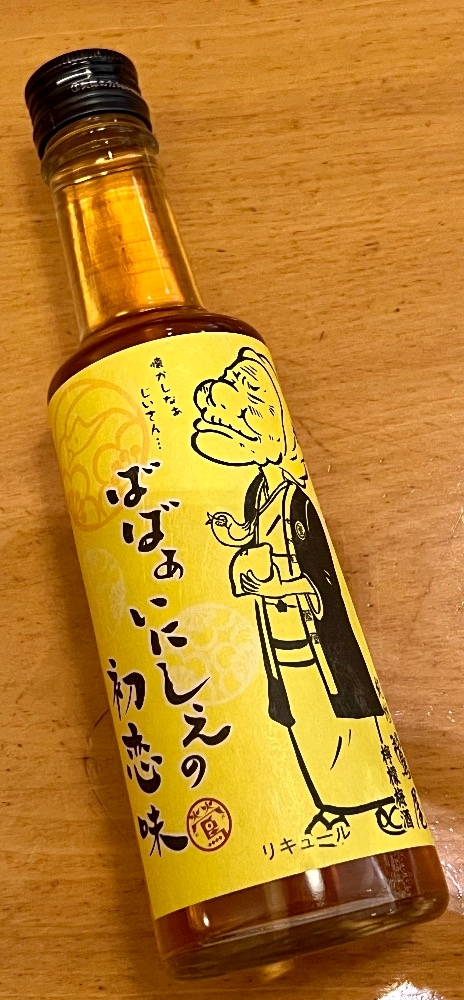 懐かしなぁ
じいさん…
ばばぁ
いにしえの
初恋味
リキュール
檸檬梅酒